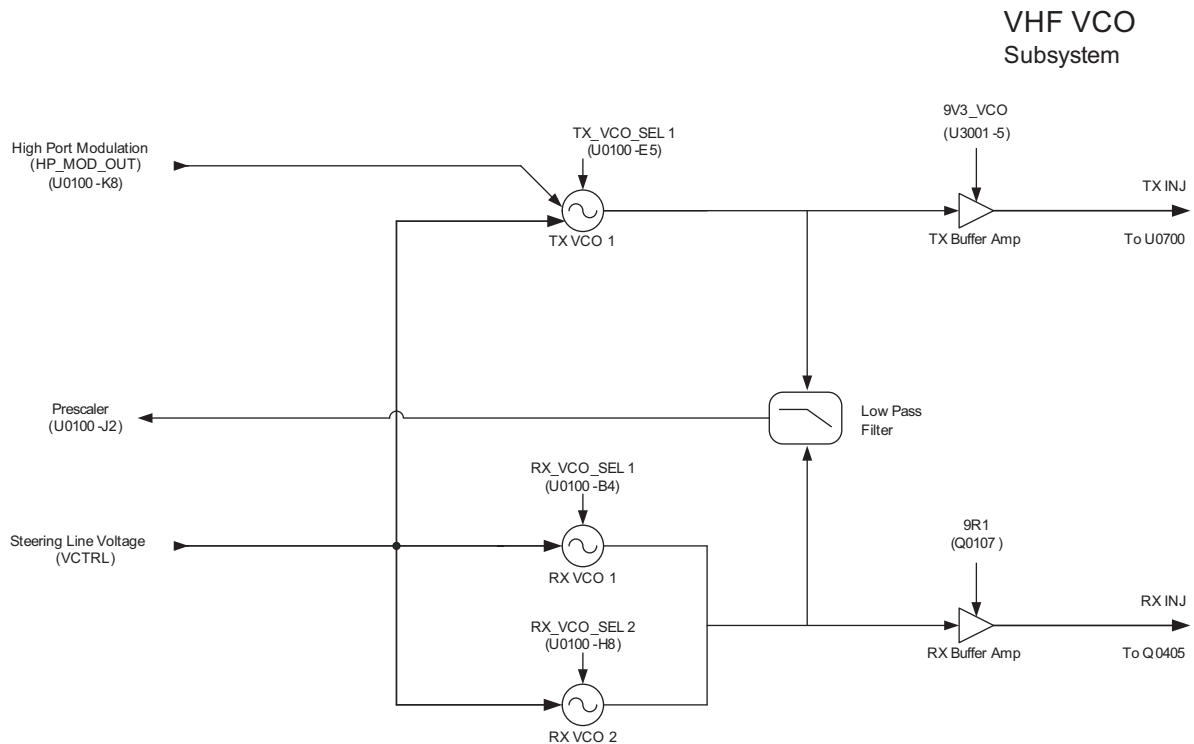 VHF VCO
Subsystem
9V3_VCO
(U3001-5)
TX_VCO_SEL 1
(U0100-E5)
High Port Modulation
(HP_MOD_OUT)
(U0100-K8)
TX INJ
TX VCO 1
TX Buffer Amp
To U0700
Prescaler
(U0100-J2)
Low Pass
Filter
RX_VCO_SEL 1
(U0100-B4)
9R1
(Q0107)
Steering Line Voltage
(VCTRL)
RX VCO 1
RX INJ
RX_VCO_SEL 2
(U0100-H8)
RX Buffer Amp
To Q0405
RX VCO 2